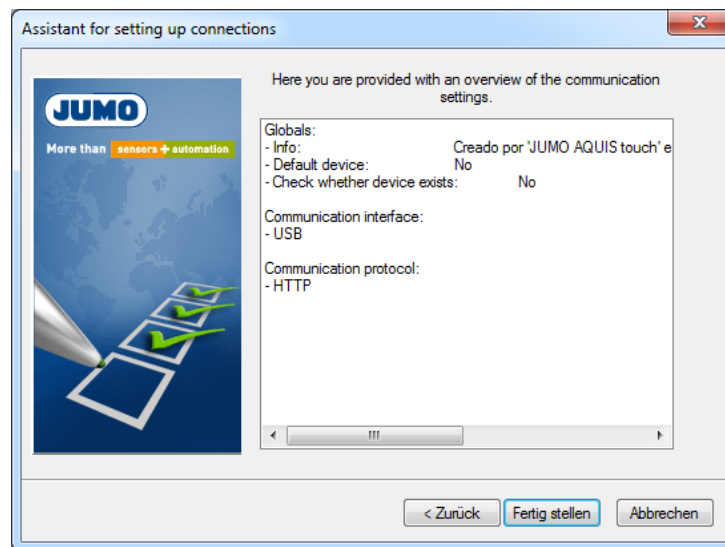 Assistant for setting up connections
JUMO
More than sensors + automation
Here you are provided with an overview of the communication
settings.
Globals:
- Info: Creado por 'JUMO AQUIS touch' e
- Default device: No
- Check whether device exists: No
Communication interface:
- USB
Communication protocol:
- HTTP
< Zurück Fertig stellen Abbrechen